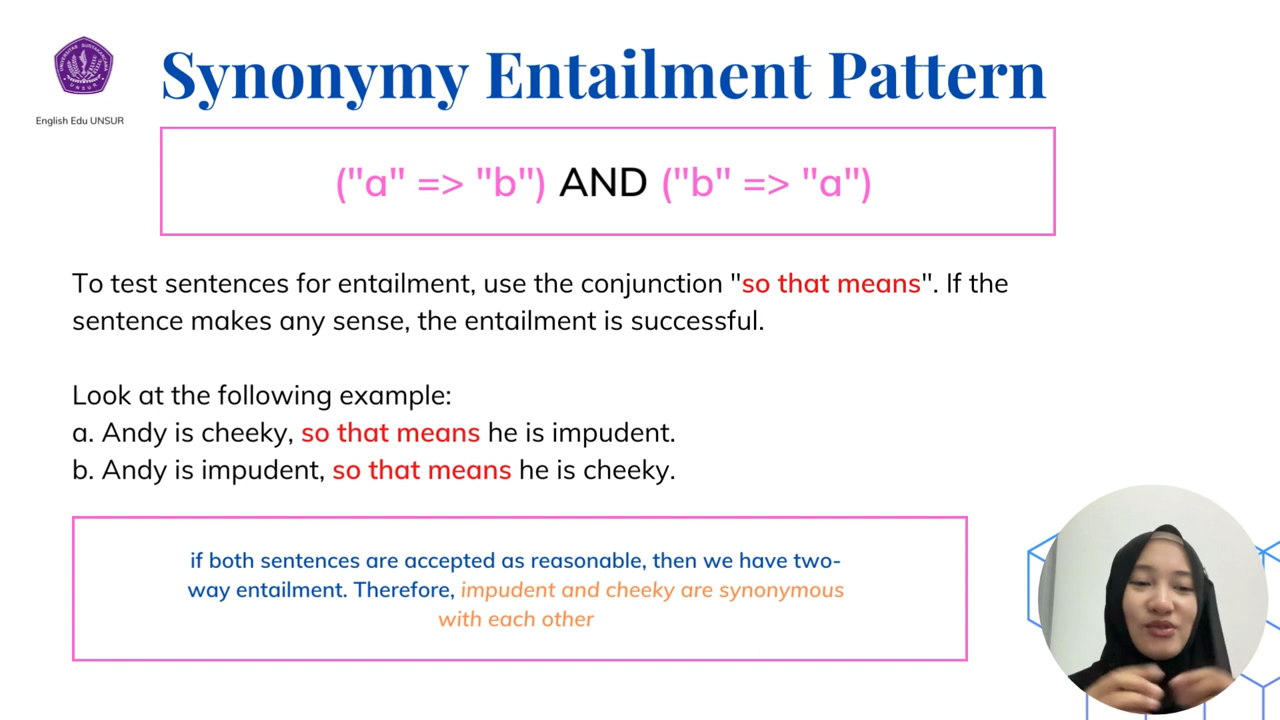 Synonymy Entailment Pattern
UNIVERSITAS SURYAKANCANA
UNSUR
English Edu UNSUR
("a" => "b") AND ("b" => "a")
To test sentences for entailment, use the conjunction "so that means". If the
sentence makes any sense, the entailment is successful.
Look at the following example:
a. Andy is cheeky, so that means he is impudent.
b. Andy is impudent, so that means he is cheeky.
if both sentences are accepted as reasonable, then we have two-
way entailment. Therefore, impudent and cheeky are synonymous
with each other